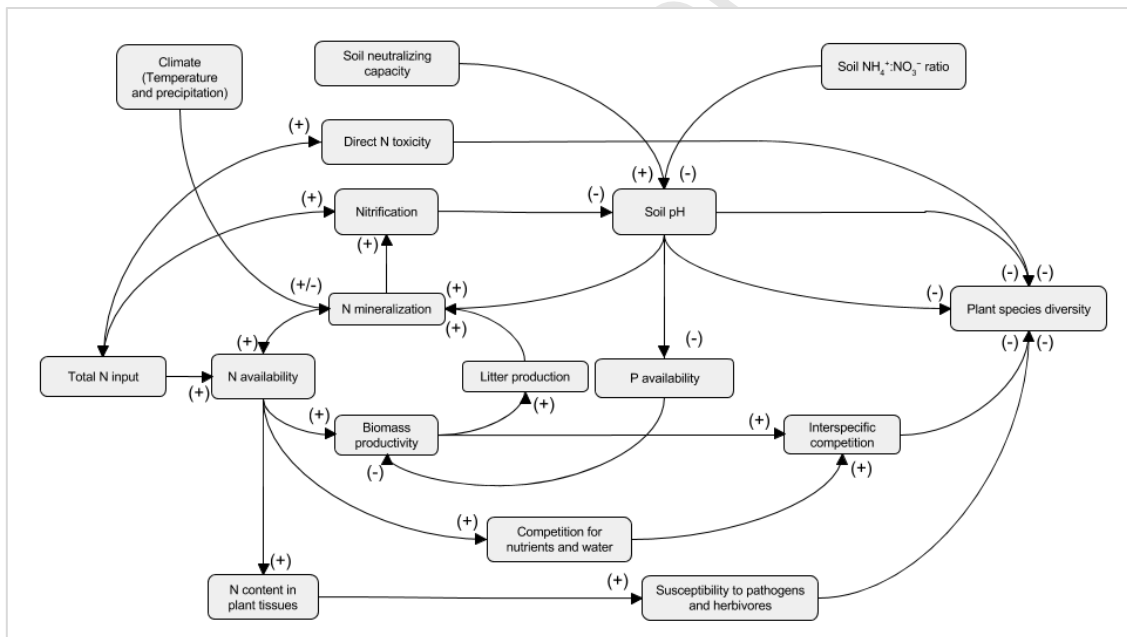 Climate
(Temperature
and precipitation)
Soil neutralizing
capacity
Soil NH₄⁺:NO₃⁻ ratio
(+)
Direct N toxicity
(+)
(-)
(+)
Nitrification
(-)
Soil pH
(+)
(+/-)
N mineralization
(+)
(+)
(-)
(-)
(-)
Plant species diversity
(+)
(-)
(-)
(-)
Total N input
(+)
N availability
Litter production
(+)
P availability
(+)
Biomass
productivity
(-)
(+)
Interspecific
competition
(+)
(+)
Competition for
nutrients and water
(+)
N content in
plant tissues
(+)
Susceptibility to pathogens
and herbivores